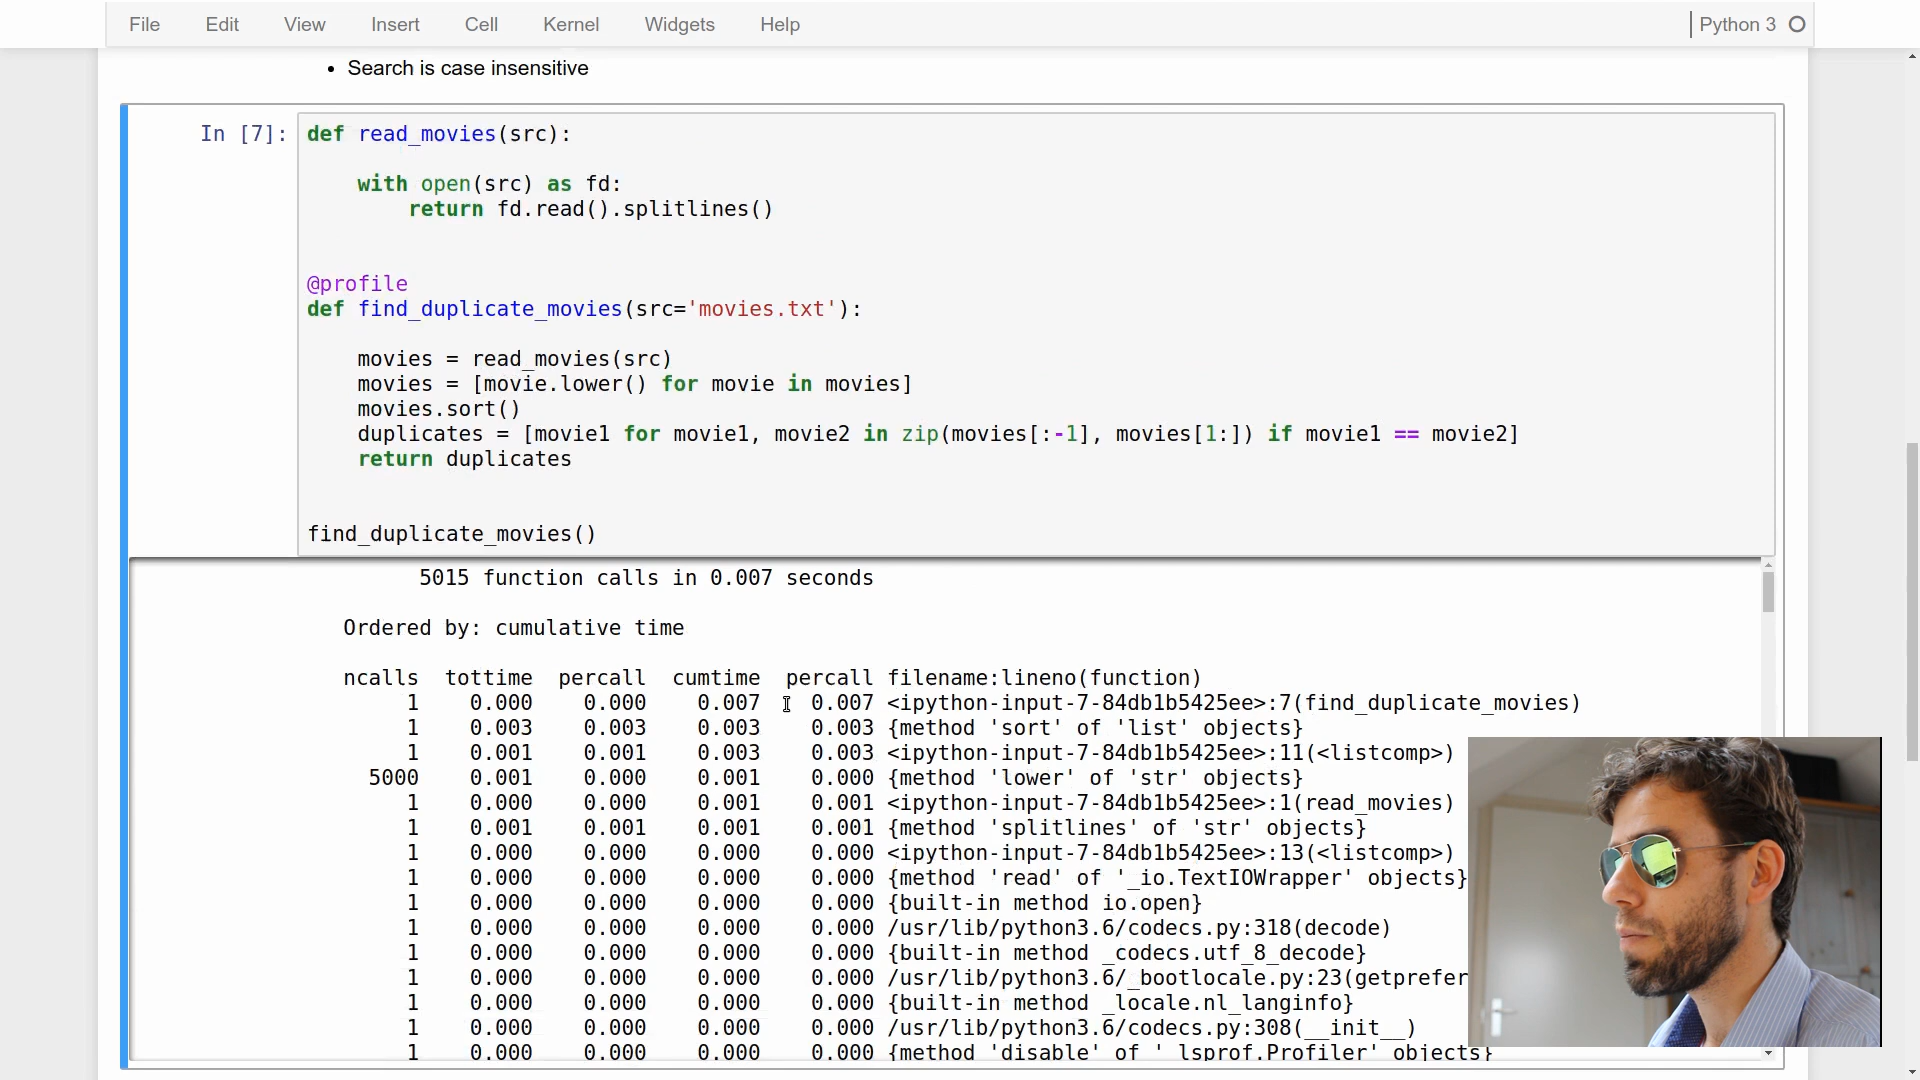 File Edit View Insert Cell Kernel Widgets Help Python 3
• Search is case insensitive
In [7]:
def read_movies(src):
with open(src) as fd:
return fd.read().splitlines()
@profile
def find_duplicate_movies(src='movies.txt'):
movies = read_movies(src)
movies = [movie.lower() for movie in movies]
movies.sort()
duplicates = [movie1 for movie1, movie2 in zip(movies[:-1], movies[1:]) if movie1 == movie2]
return duplicates
find_duplicate_movies()
5015 function calls in 0.007 seconds
Ordered by: cumulative time
ncalls tottime percall cumtime percall filename:lineno(function)
1 0.000 0.000 0.007 0.007 <ipython-input-7-84db1b5425ee>:7(find_duplicate_movies)
1 0.003 0.003 0.003 0.003 {method 'sort' of 'list' objects}
1 0.001 0.001 0.003 0.003 <ipython-input-7-84db1b5425ee>:11(<listcomp>)
5000 0.001 0.000 0.001 0.000 {method 'lower' of 'str' objects}
1 0.000 0.000 0.001 0.001 <ipython-input-7-84db1b5425ee>:1(read_movies)
1 0.001 0.001 0.001 0.001 {method 'splitlines' of 'str' objects}
1 0.000 0.000 0.000 0.000 <ipython-input-7-84db1b5425ee>:13(<listcomp>)
1 0.000 0.000 0.000 0.000 {method 'read' of '_io.TextIOWrapper' objects}
1 0.000 0.000 0.000 0.000 {built-in method io.open}
1 0.000 0.000 0.000 0.000 /usr/lib/python3.6/codecs.py:318(decode)
1 0.000 0.000 0.000 0.000 {built-in method _codecs.utf_8_decode}
1 0.000 0.000 0.000 0.000 /usr/lib/python3.6/_bootlocale.py:23(getprefer
1 0.000 0.000 0.000 0.000 {built-in method _locale.nl_langinfo}
1 0.000 0.000 0.000 0.000 /usr/lib/python3.6/codecs.py:308(__init__)
1 0.000 0.000 0.000 0.000 {method 'disable' of '_lsprof.Profiler' objects}